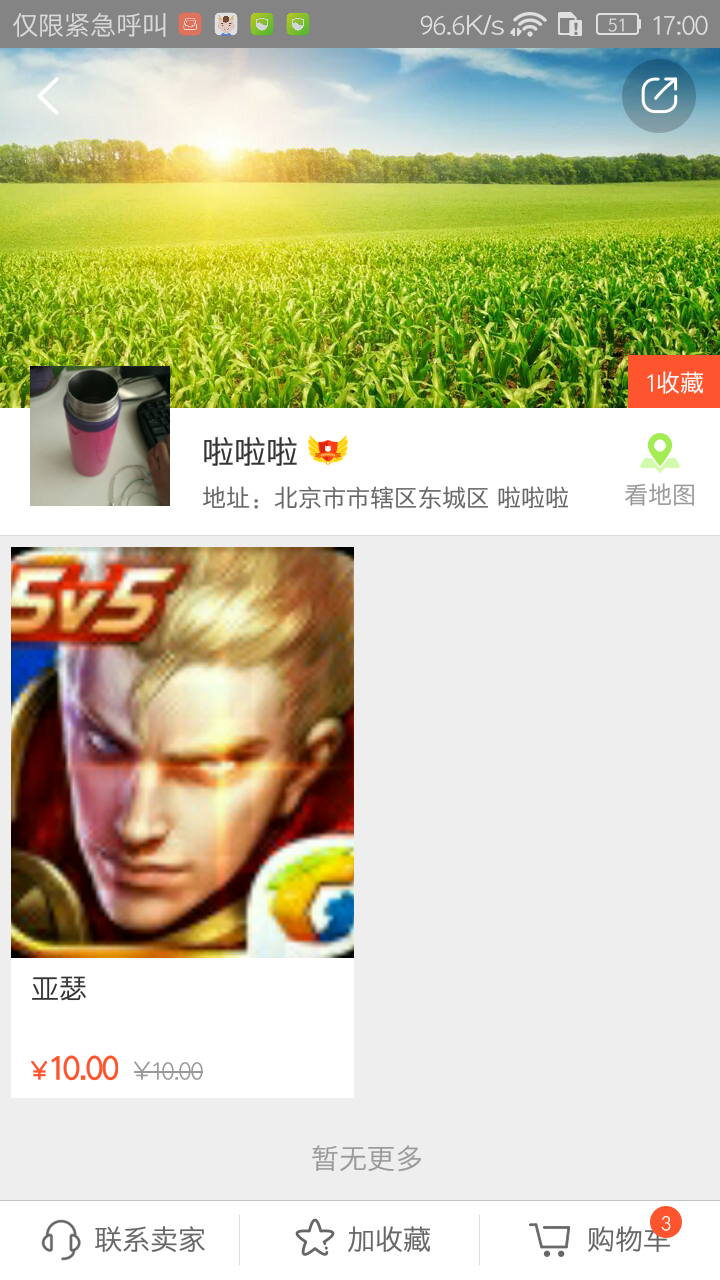 仅限紧急呼叫 96.6K/s 51 17:00
1收藏
啦啦啦
地址：北京市市辖区东城区 啦啦啦
看地图
5v5
亚瑟
¥10.00 ¥10.00
暂无更多
联系卖家 加收藏 购物车 3